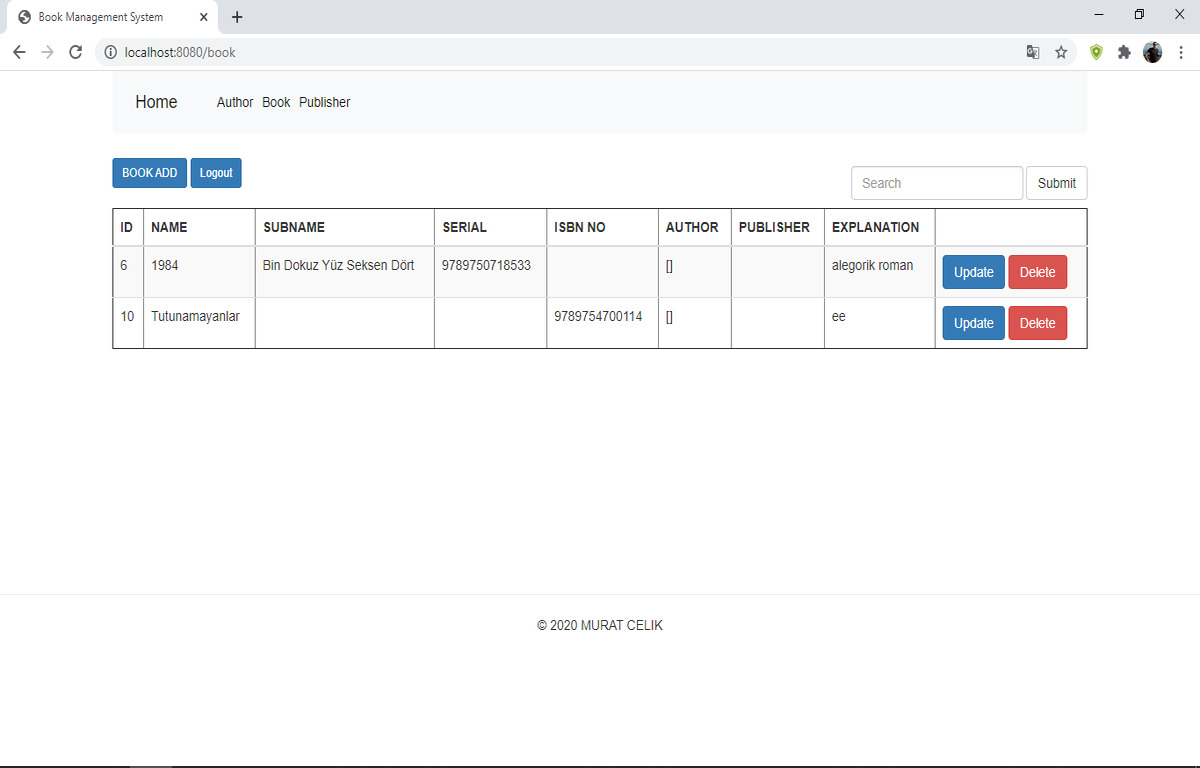 Book Management System
localhost:8080/book
Home Author Book Publisher
BOOK ADD Logout
Search Submit
ID NAME SUBNAME SERIAL ISBN NO AUTHOR PUBLISHER EXPLANATION
6 1984 Bin Dokuz Yüz Seksen Dört 9789750718533 [] alegorik roman Update Delete
10 Tutunamayanlar 9789754700114 [] ee Update Delete
© 2020 MURAT CELIK